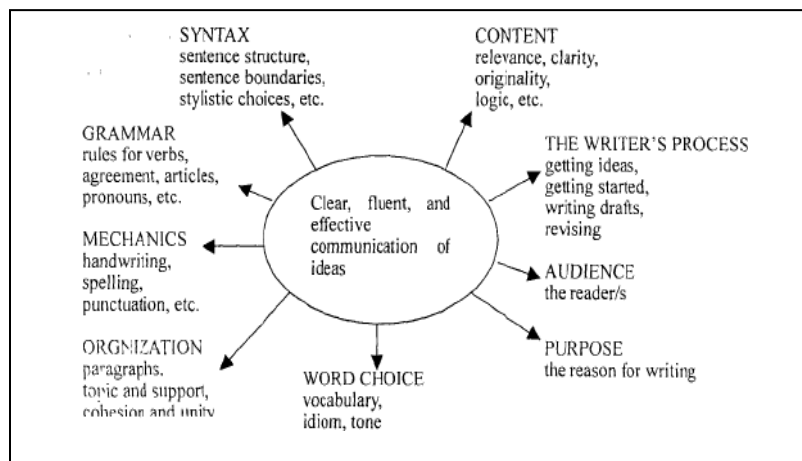 SYNTAX
sentence structure,
sentence boundaries,
stylistic choices, etc.
CONTENT
relevance, clarity,
originality,
logic, etc.
GRAMMAR
rules for verbs,
agreement, articles,
pronouns, etc.
THE WRITER'S PROCESS
getting ideas,
getting started,
writing drafts,
revising
Clear, fluent, and
effective
communication of
ideas
MECHANICS
handwriting,
spelling,
punctuation, etc.
AUDIENCE
the reader/s
ORGNIZATION
paragraphs.
topic and support,
cohesion and unity
PURPOSE
the reason for writing
WORD CHOICE
vocabulary,
idiom, tone